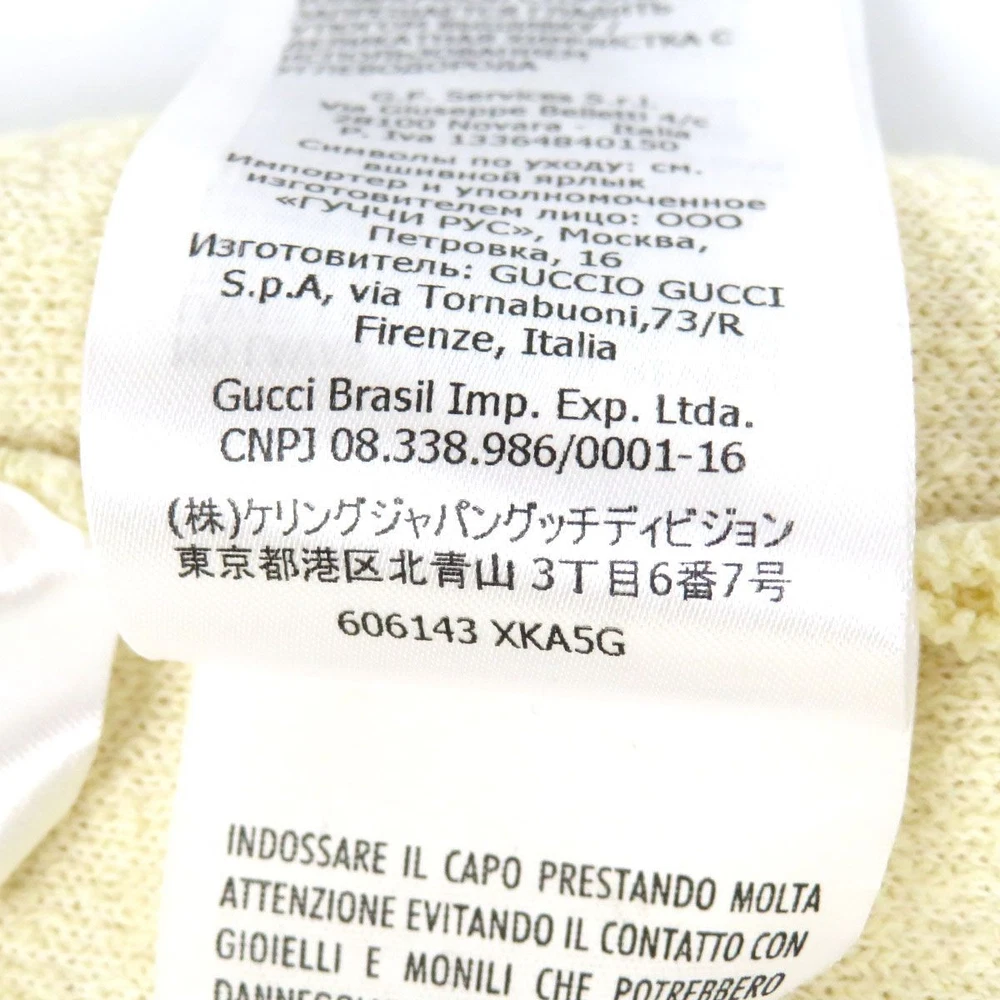 УГЛЕВОДОРОДА
G.F. Services S.r.l.
Via Giuseppe Belletti 4/c
28100 Novara - Italia
P. Iva 13364840150
Символы по уходу: см.
вшивной ярлык
Импортер и уполномоченное
изготовителем лицо: ООО
«ГУЧЧИ РУС», Москва,
Петровка, 16
Изготовитель: GUCCIO GUCCI
S.p.A, via Tornabuoni,73/R
Firenze, Italia
Gucci Brasil Imp. Exp. Ltda.
CNPJ 08.338.986/0001-16
(株)ケリングジャパングッチディビジョン
東京都港区北青山 3丁目6番7号
606143 XKA5G
INDOSSARE IL CAPO PRESTANDO MOLTA
ATTENZIONE EVITANDO IL CONTATTO CON
GIOIELLI E MONILI CHE POTREBBERO